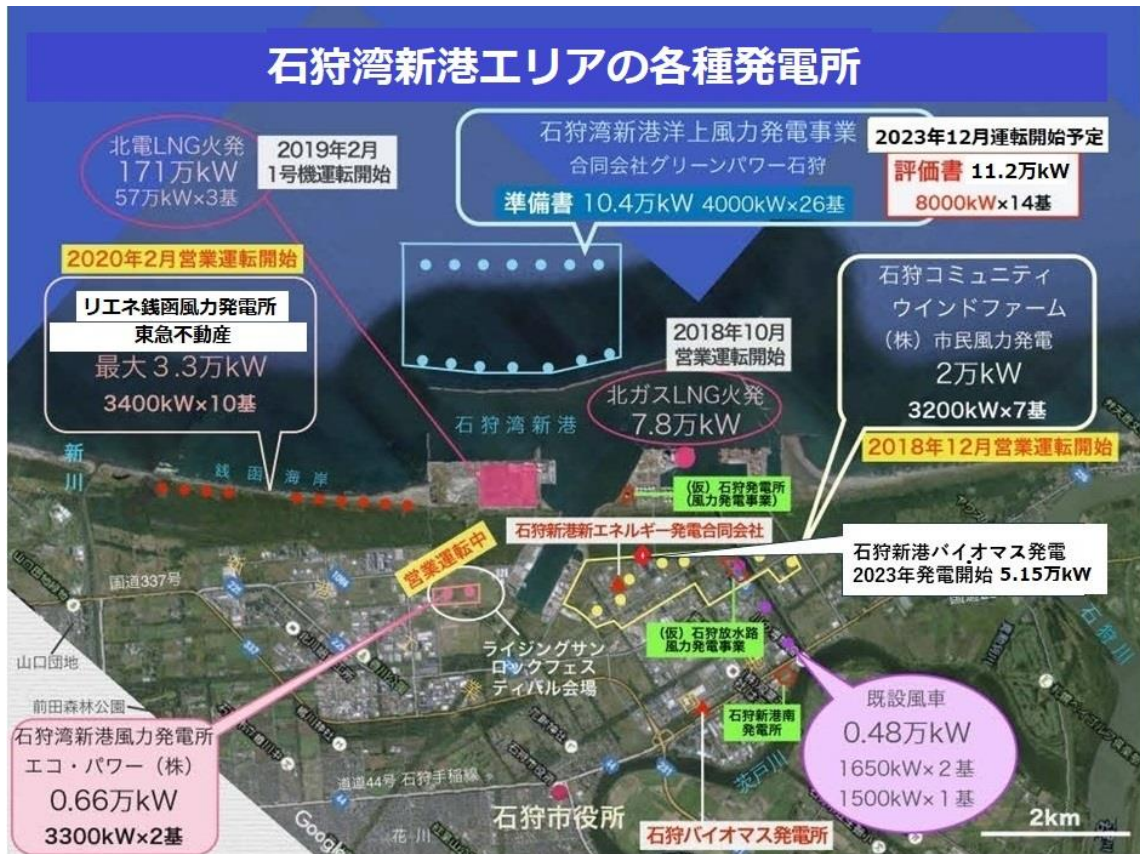 石狩湾新港エリアの各種発電所
北電LNG火発
171万kW
57万kW×3基
2019年2月
1号機運転開始
石狩湾新港洋上風力発電事業
合同会社グリーンパワー石狩
準備書 10.4万kW 4000kW×26基
2023年12月運転開始予定
評価書 11.2万kW
8000kW×14基
2020年2月営業運転開始
リエネ銭函風力発電所
東急不動産
最大3.3万kW
3400kW×10基
2018年10月
営業運転開始
北ガスLNG火発
7.8万kW
石狩コミュニティ
ウインドファーム
(株)市民風力発電
2万kW
3200kW×7基
2018年12月営業運転開始
石狩湾新港
新川
銭函海岸
(仮)石狩発電所
(風力発電事業)
石狩新港新エネルギー発電合同会社
営業運転中
石狩新港バイオマス発電
2023年発電開始 5.15万kW
国道337号
石狩川
(仮)石狩放水路
風力発電事業
ライジングサン
ロックフェス
ティバル会場
山口団地
前田森林公園
石狩湾新港風力発電所
エコ・パワー(株)
0.66万kW
3300kW×2基
既設風車
0.48万kW
1650kW×2基
1500kW×1基
石狩新港南
発電所
茨戸川
道道44号 石狩手稲線
石狩市役所
花川
石狩バイオマス発電所
2km
Google